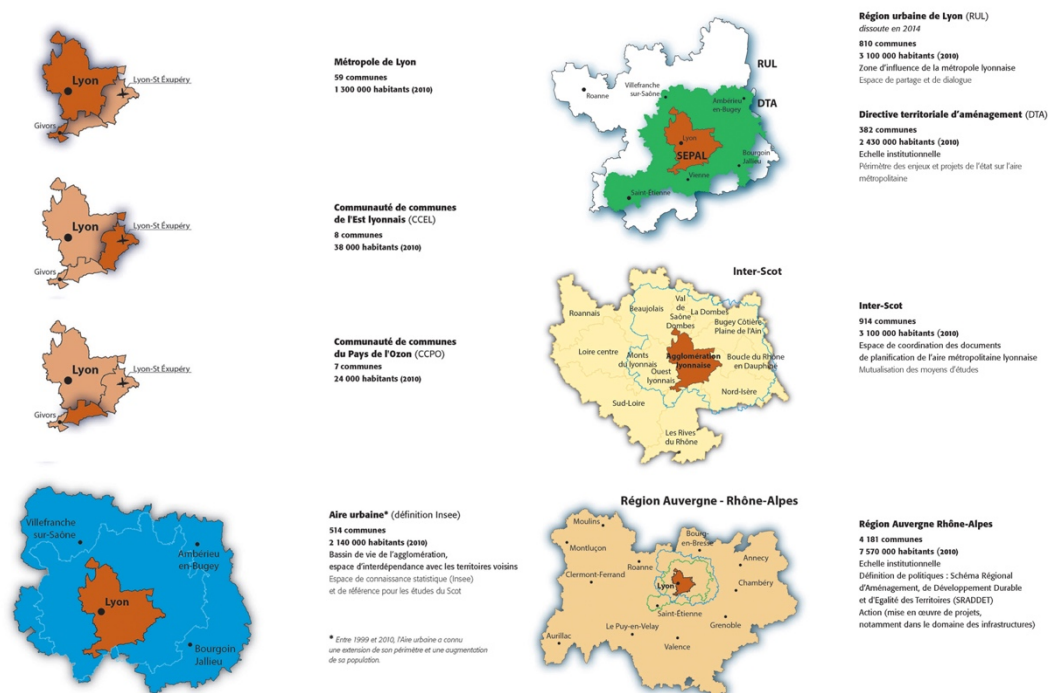 Lyon
Lyon-St Éxupéry
Givors
Métropole de Lyon
59 communes
1 300 000 habitants (2010)
Lyon
Lyon-St Éxupéry
Givors
Communauté de communes
de l'Est lyonnais (CCEL)
8 communes
38 000 habitants (2010)
Lyon
Lyon-St Éxupéry
Givors
Communauté de communes
du Pays de l'Ozon (CCPO)
7 communes
24 000 habitants (2010)
Villefranche
sur-Saône
Ambérieu
en-Bugey
Lyon
Bourgoin
Jallieu
Aire urbaine* (définition Insee)
514 communes
2 140 000 habitants (2010)
Bassin de vie de l'agglomération,
espace d'interdépendance avec les territoires voisins
Espace de connaissance statistique (Insee)
et de référence pour les études du Scot
* Entre 1999 et 2010, l'Aire urbaine a connu
une extension de son périmètre et une augmentation
de sa population.
RUL
Villefranche
sur-Saône
Roanne
Ambérieu
en-Bugey
DTA
Lyon
SEPAL
Bourgoin
Jallieu
Vienne
Saint-Étienne
Région urbaine de Lyon (RUL)
dissoute en 2014
810 communes
3 100 000 habitants (2010)
Zone d'influence de la métropole lyonnaise
Espace de partage et de dialogue
Directive territoriale d'aménagement (DTA)
382 communes
2 430 000 habitants (2010)
Echelle institutionnelle
Périmètre des enjeux et projets de l'état sur l'aire
métropolitaine
Inter-Scot
Roannais
Beaujolais
Val
de
Saône
Dombes
La Dombes
Bugey Côtière
Plaine de l'Ain
Loire centre
Monts
du lyonnais
Agglomération
lyonnaise
Boucle du Rhône
en Dauphiné
Ouest
lyonnais
Nord-Isère
Sud-Loire
Les Rives
du Rhône
Inter-Scot
914 communes
3 100 000 habitants (2010)
Espace de coordination des documents
de planification de l'aire métropolitaine lyonnaise
Mutualisation des moyens d'études
Région Auvergne - Rhône-Alpes
Moulins
Montluçon
Bourg
en-Bresse
Roanne
Annecy
Clermont-Ferrand
Lyon
Chambéry
Saint-Étienne
Le Puy-en-Velay
Grenoble
Aurillac
Valence
Région Auvergne Rhône-Alpes
4 181 communes
7 570 000 habitants (2010)
Echelle institutionnelle
Définition de politiques : Schéma Régional
d'Aménagement, de Développement Durable
et d'Egalité des Territoires (SRADDET)
Action (mise en œuvre de projets,
notamment dans le domaine des infrastructures)